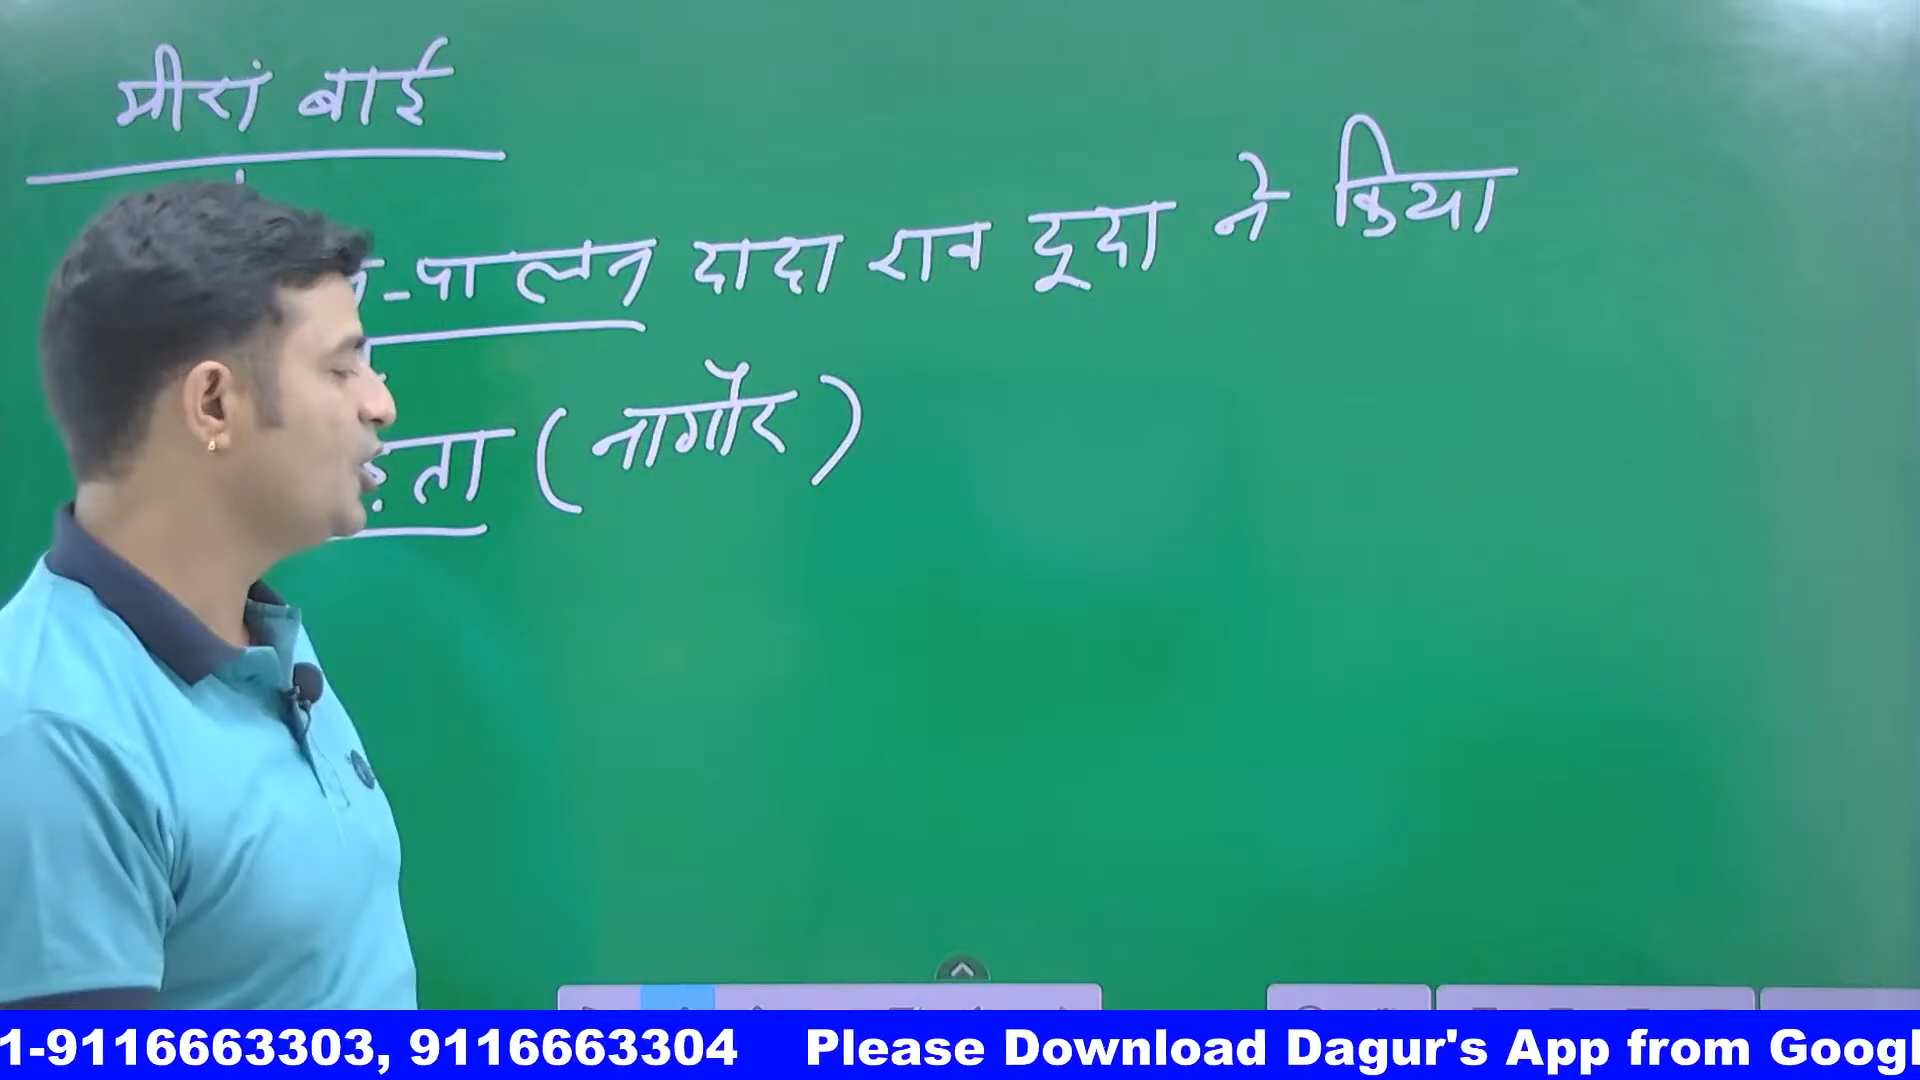 मीरां बाई
-पालन दादा राव दूदा ने किया
ता (नागौर)
1-9116663303, 9116663304 Please Download Dagur's App from Googl